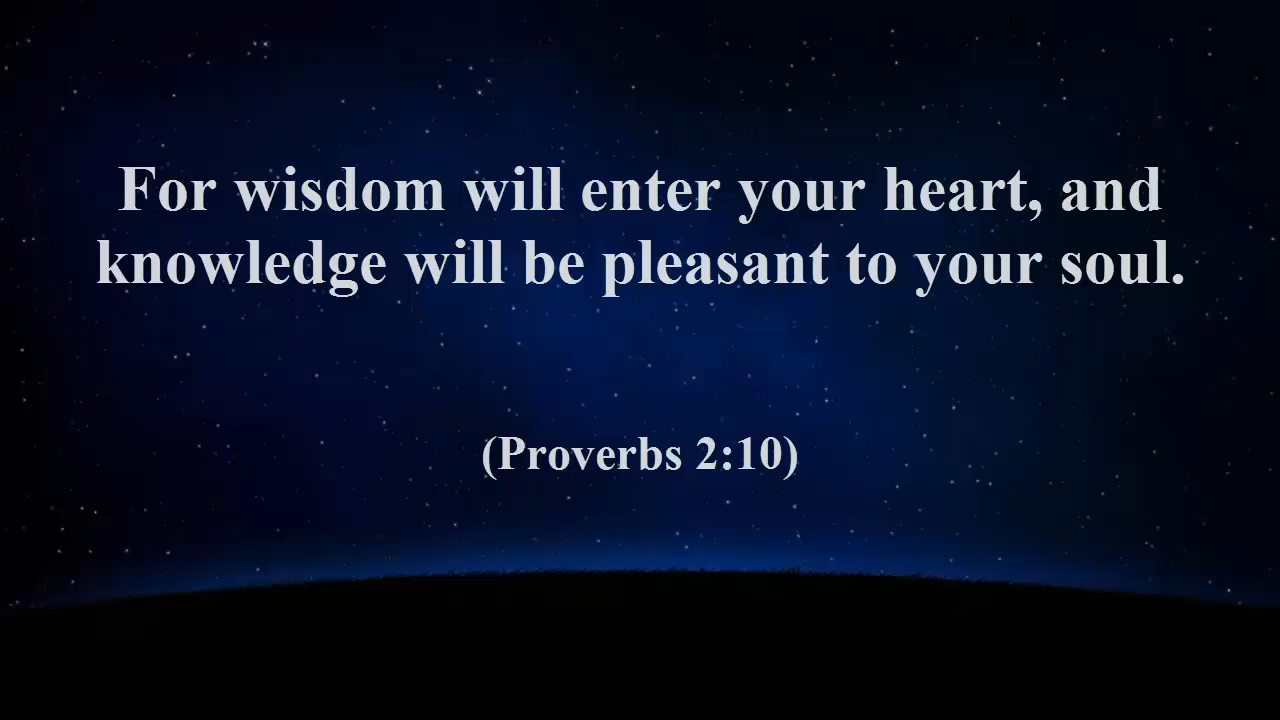 For wisdom will enter your heart, and
knowledge will be pleasant to your soul.
(Proverbs 2:10)